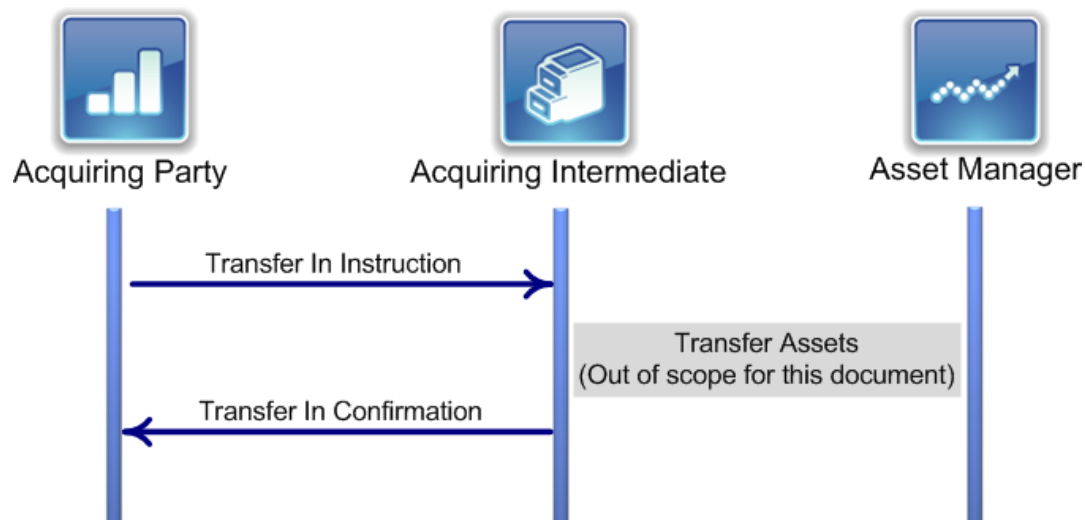 Acquiring Party
Acquiring Intermediate
Asset Manager
Transfer In Instruction
Transfer Assets
(Out of scope for this document)
Transfer In Confirmation